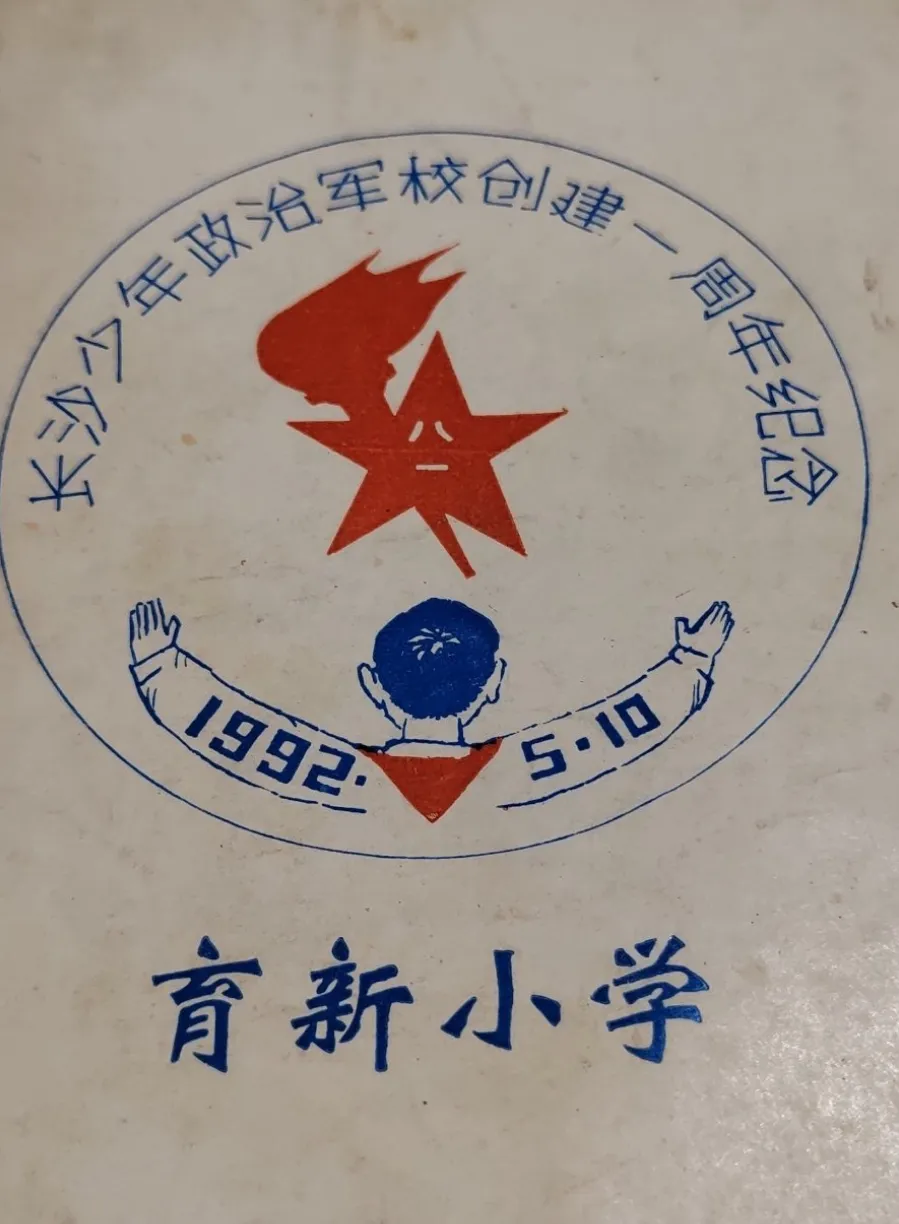 长沙少年政治军校创建一周年纪念
八一
1992·5·10
育新小学